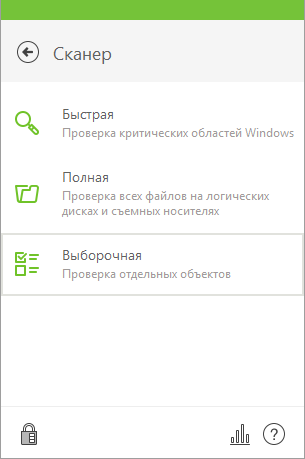 Сканер
Быстрая
Проверка критических областей Windows
Полная
Проверка всех файлов на логических
дисках и съемных носителях
Выборочная
Проверка отдельных объектов
?